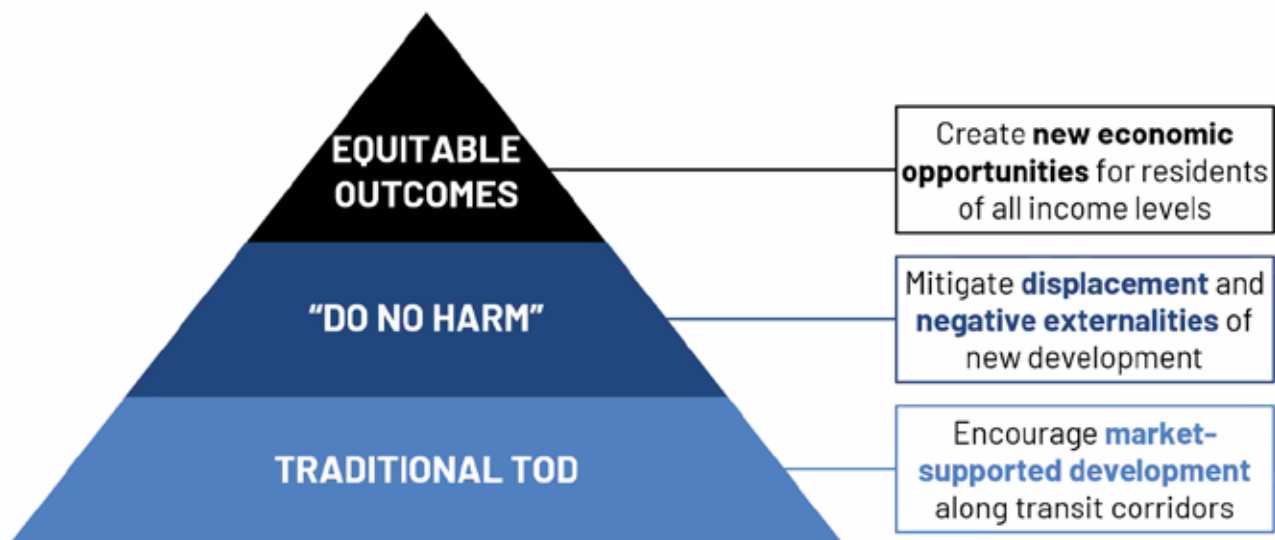 EQUITABLE
OUTCOMES
Create new economic
opportunities for residents
of all income levels
“DO NO HARM”
Mitigate displacement and
negative externalities of
new development
TRADITIONAL TOD
Encourage market-
supported development
along transit corridors